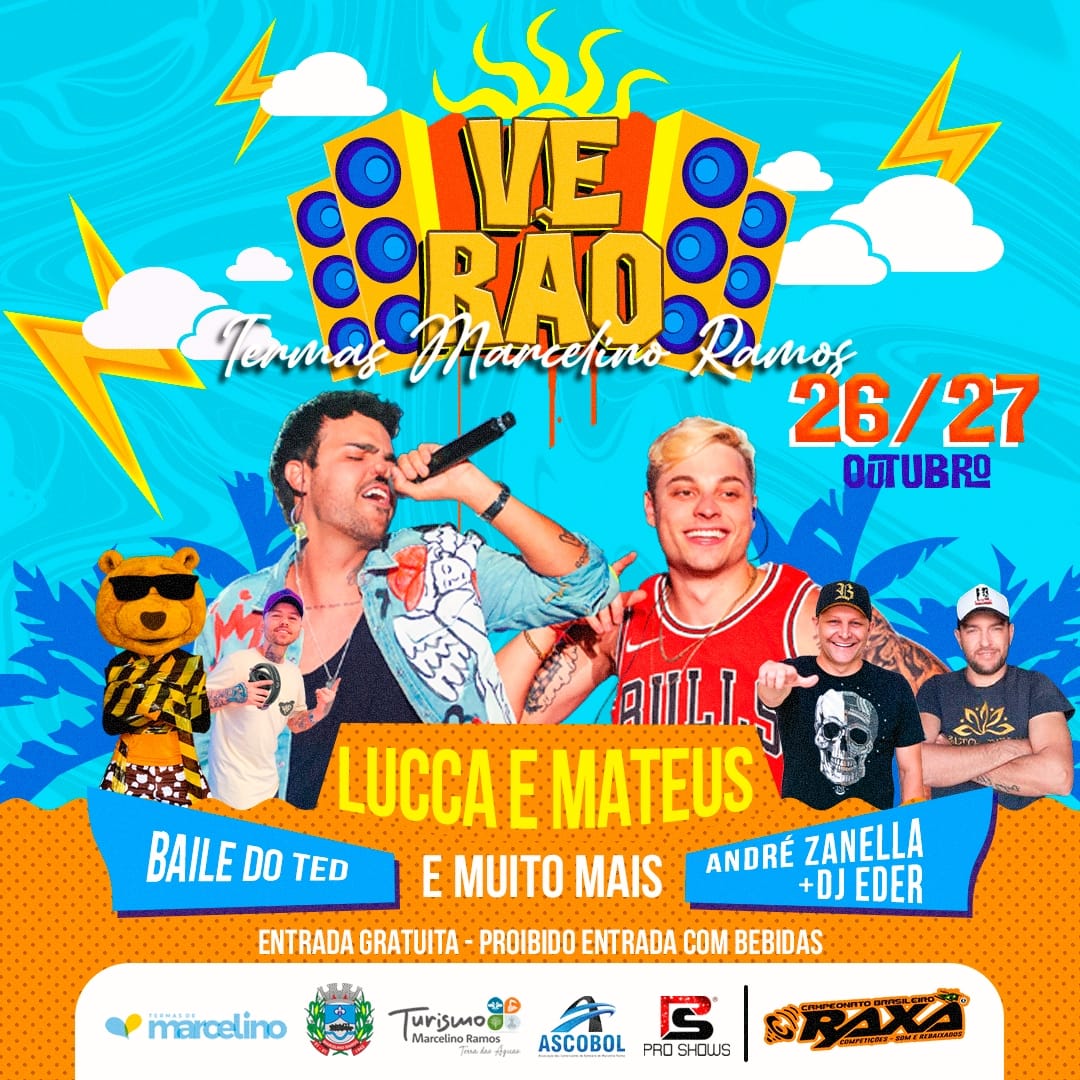 VE
RÃO
Termas Marcelino Ramos
26/27
OUTUBRO
B
BULLS
LUCCA E MATEUS
BAILE DO TED
E MUITO MAIS
ANDRÉ ZANELLA
+DJ EDER
ENTRADA GRATUITA - PROIBIDO ENTRADA COM BEBIDAS
TERMAS DE
marcelino
Turismo
Marcelino Ramos
Terra das Águas
ASCOBOL
PRO SHOWS
CAMPEONATO BRASILEIRO
RAXA
COMPETIÇÕES - SOM E REBAIXADOS